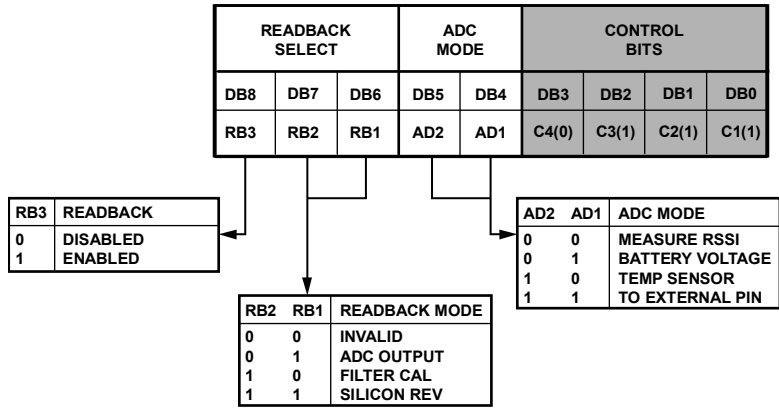 READBACK SELECT ADC MODE CONTROL BITS
DB8 DB7 DB6 DB5 DB4 DB3 DB2 DB1 DB0
RB3 RB2 RB1 AD2 AD1 C4(0) C3(1) C2(1) C1(1)
RB3 READBACK
0 DISABLED
1 ENABLED
RB2 RB1 READBACK MODE
0 0 INVALID
0 1 ADC OUTPUT
1 0 FILTER CAL
1 1 SILICON REV
AD2 AD1 ADC MODE
0 0 MEASURE RSSI
0 1 BATTERY VOLTAGE
1 0 TEMP SENSOR
1 1 TO EXTERNAL PIN